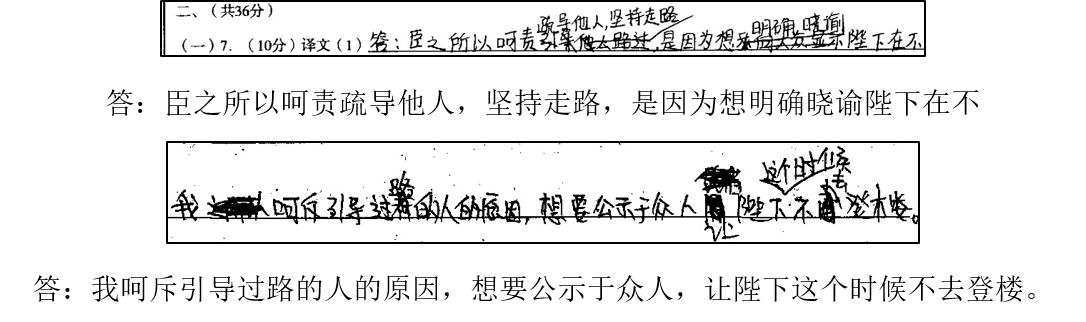 二、（共36分）
疏导他人，坚持走路 明确 晓谕
（一）7.（10分）译文（1）答：臣之所以呵责引 是因为想 陛下在不
答：臣之所以呵责疏导他人，坚持走路，是因为想明确晓谕陛下在不
路 这个时候
去
我 呵斥引导过 的人的原因，想要公示于众人 陛下不 登楼。
让
答：我呵斥引导过路的人的原因，想要公示于众人，让陛下这个时候不去登楼。